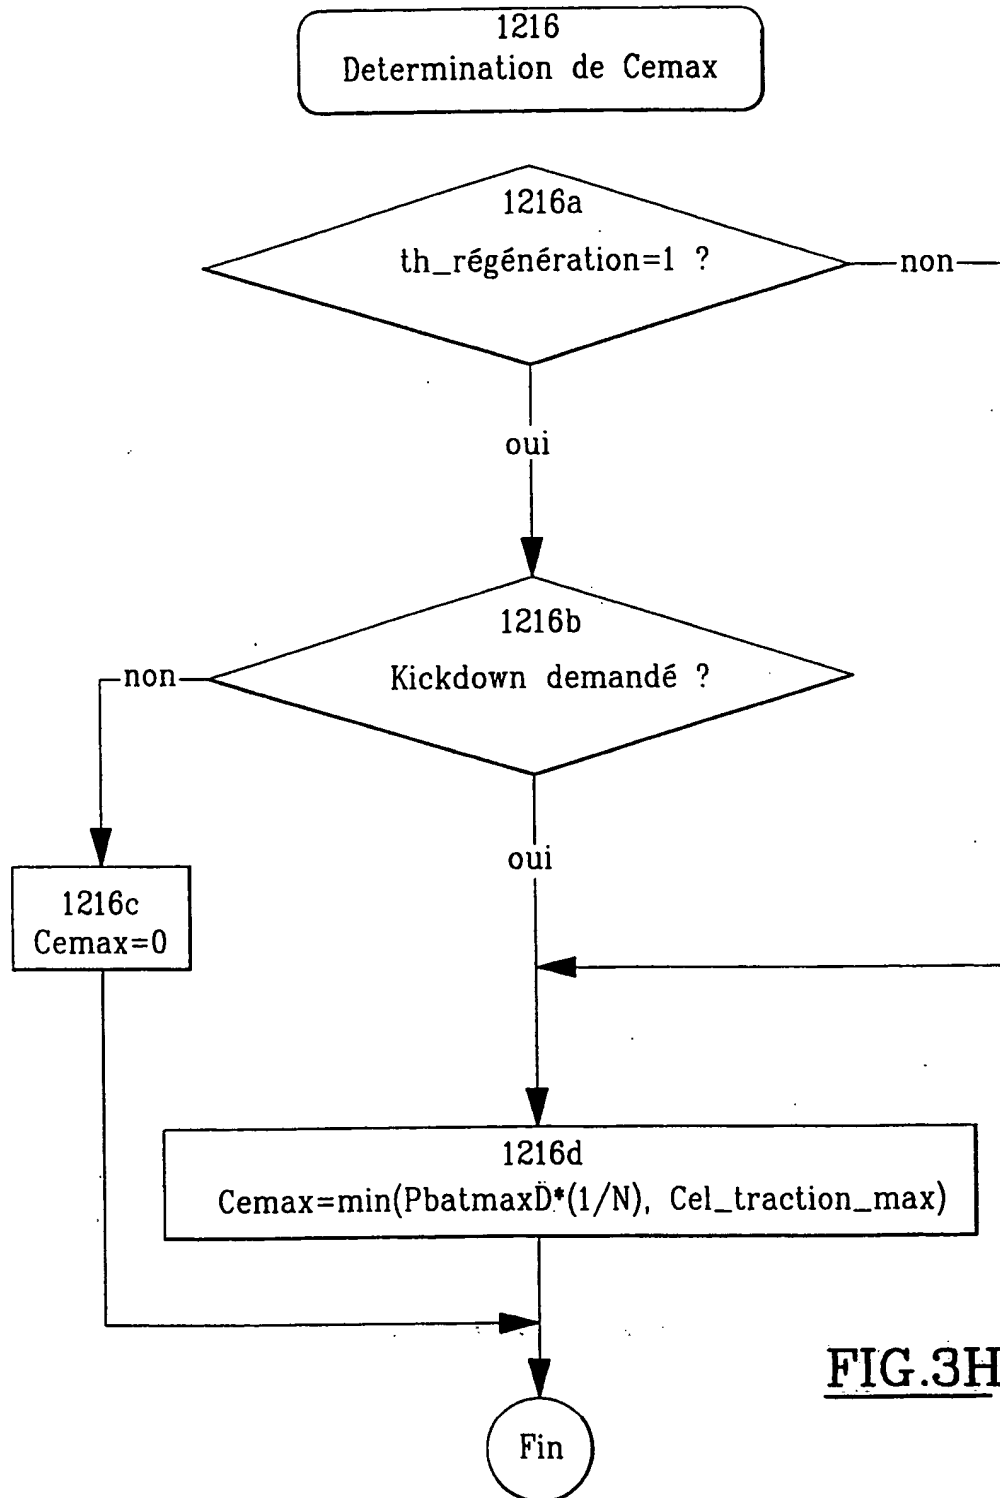 1216
Determination de Cemax
1216a
th_régénération=1 ?
non
oui
1216b
Kickdown demandé ?
non
oui
1216c
Cemax=0
1216d
Cemax=min(PbatmaxD*(1/N), Cel_traction_max)
FIG.3H
Fin